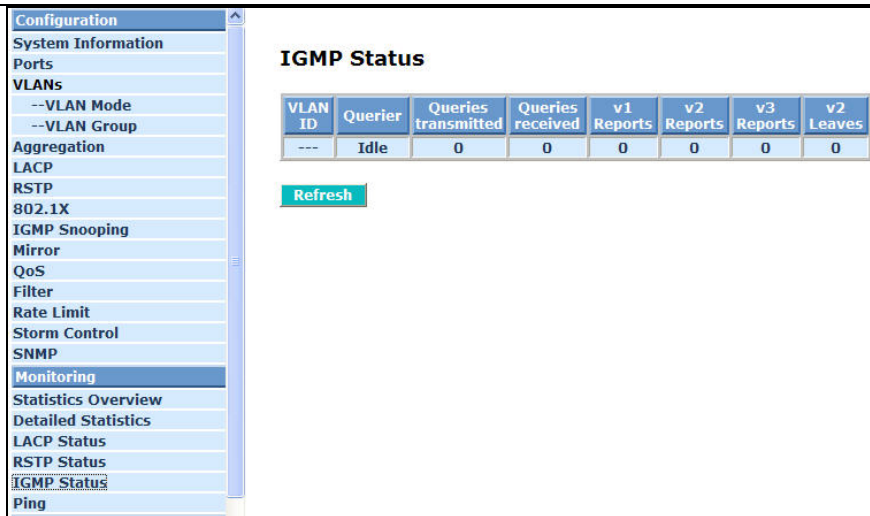 Configuration
System Information
Ports
VLANs
--VLAN Mode
--VLAN Group
Aggregation
LACP
RSTP
802.1X
IGMP Snooping
Mirror
QoS
Filter
Rate Limit
Storm Control
SNMP
Monitoring
Statistics Overview
Detailed Statistics
LACP Status
RSTP Status
IGMP Status
Ping
IGMP Status
VLAN ID Querier Queries transmitted Queries received v1 Reports v2 Reports v3 Reports v2 Leaves
--- Idle 0 0 0 0 0 0
Refresh